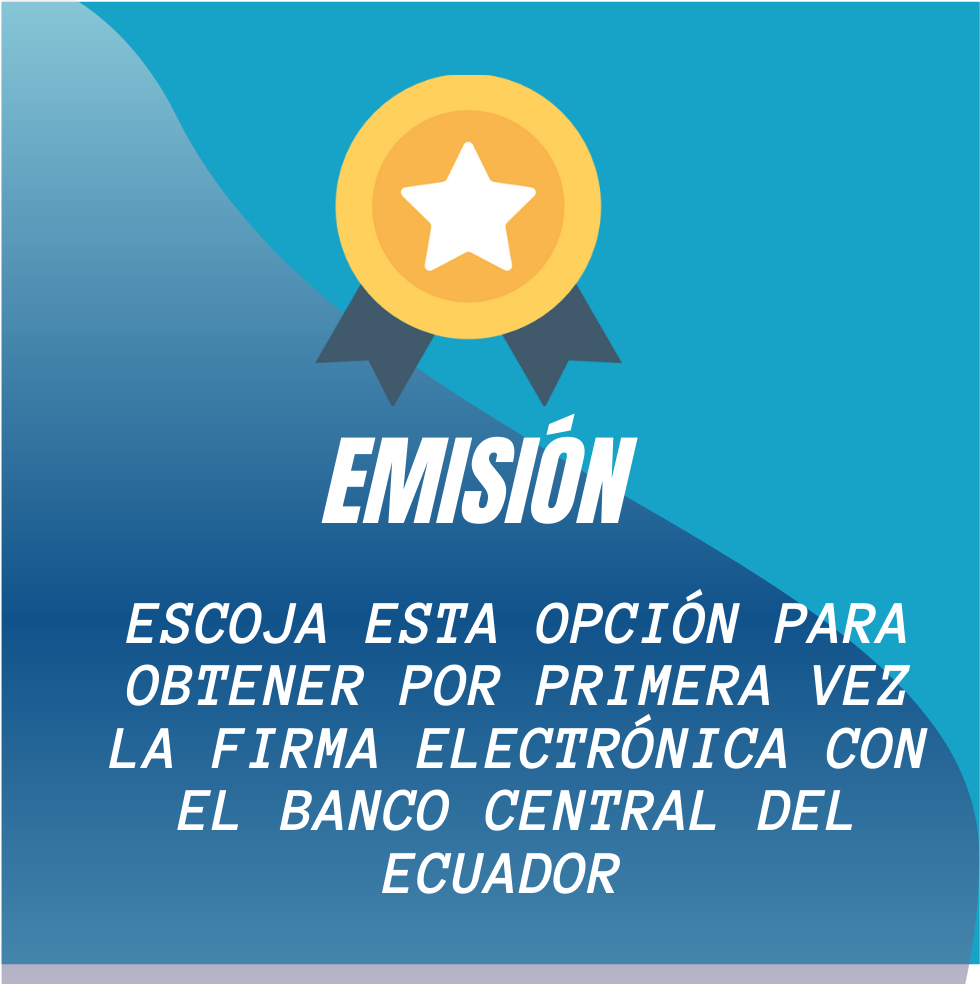 EMISIÓN
ESCOJA ESTA OPCIÓN PARA
OBTENER POR PRIMERA VEZ
LA FIRMA ELECTRÓNICA CON
EL BANCO CENTRAL DEL
ECUADOR